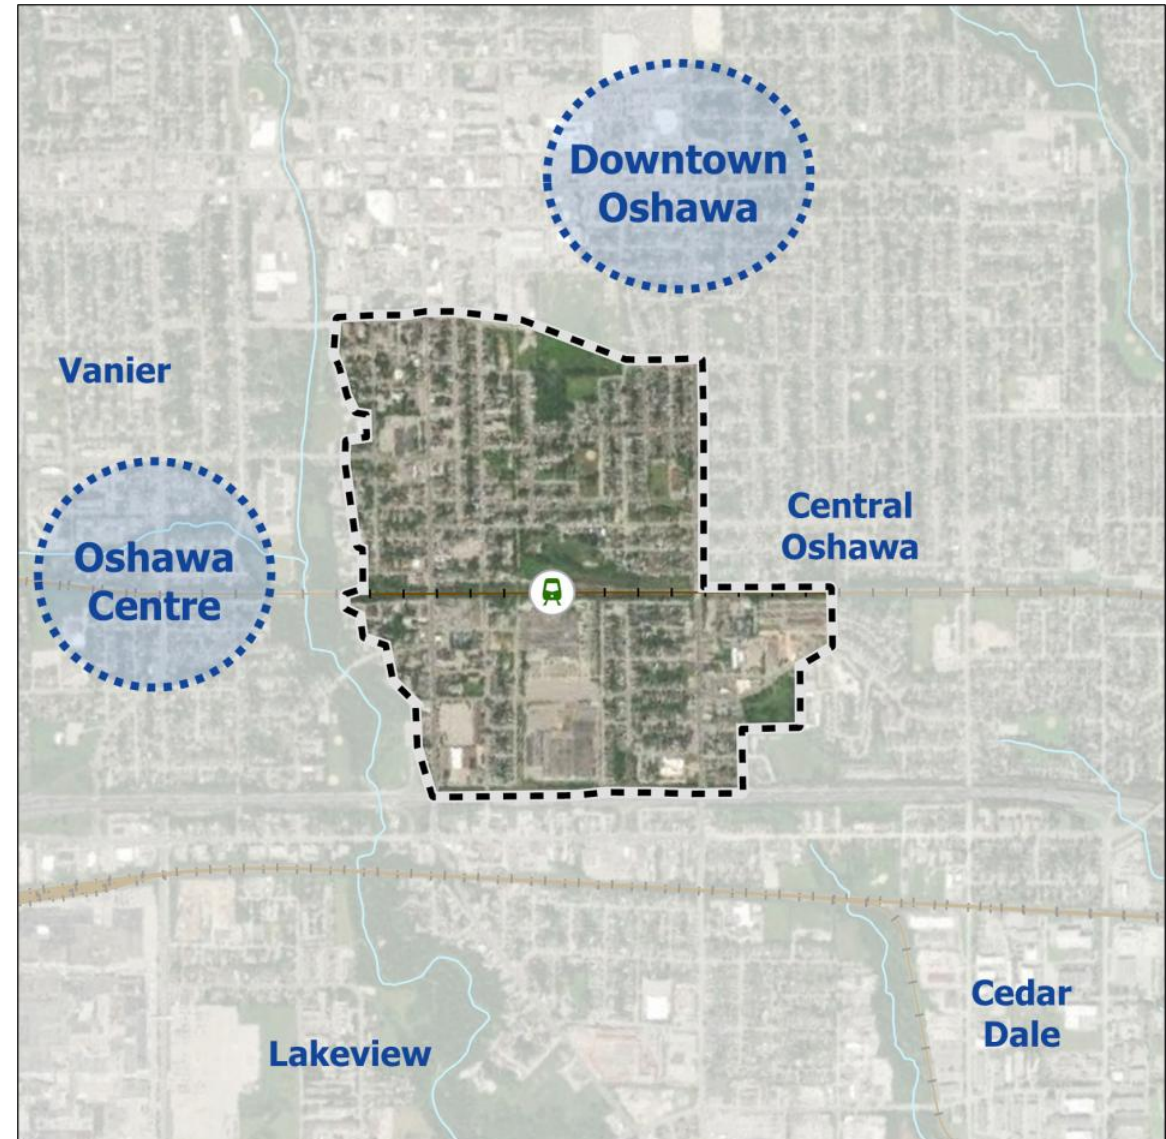 Downtown
Oshawa
Vanier
Central
Oshawa
Oshawa
Centre
Cedar
Dale
Lakeview